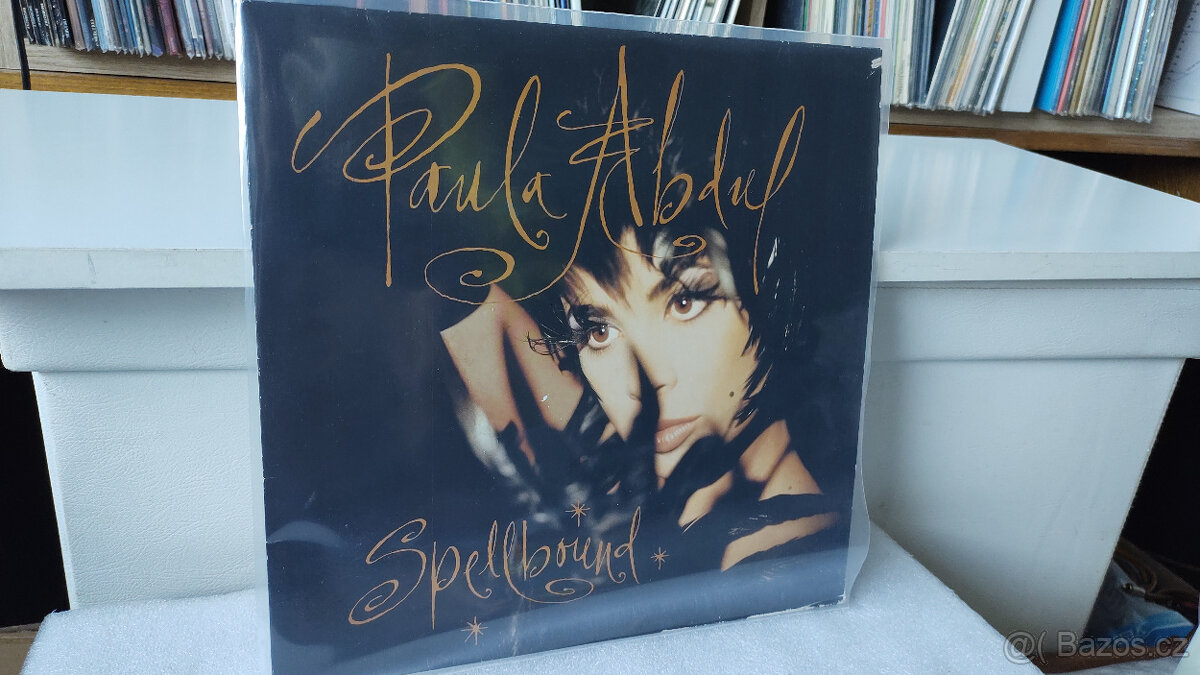 Paula Abdul
Spellbound
@( Bazos.cz